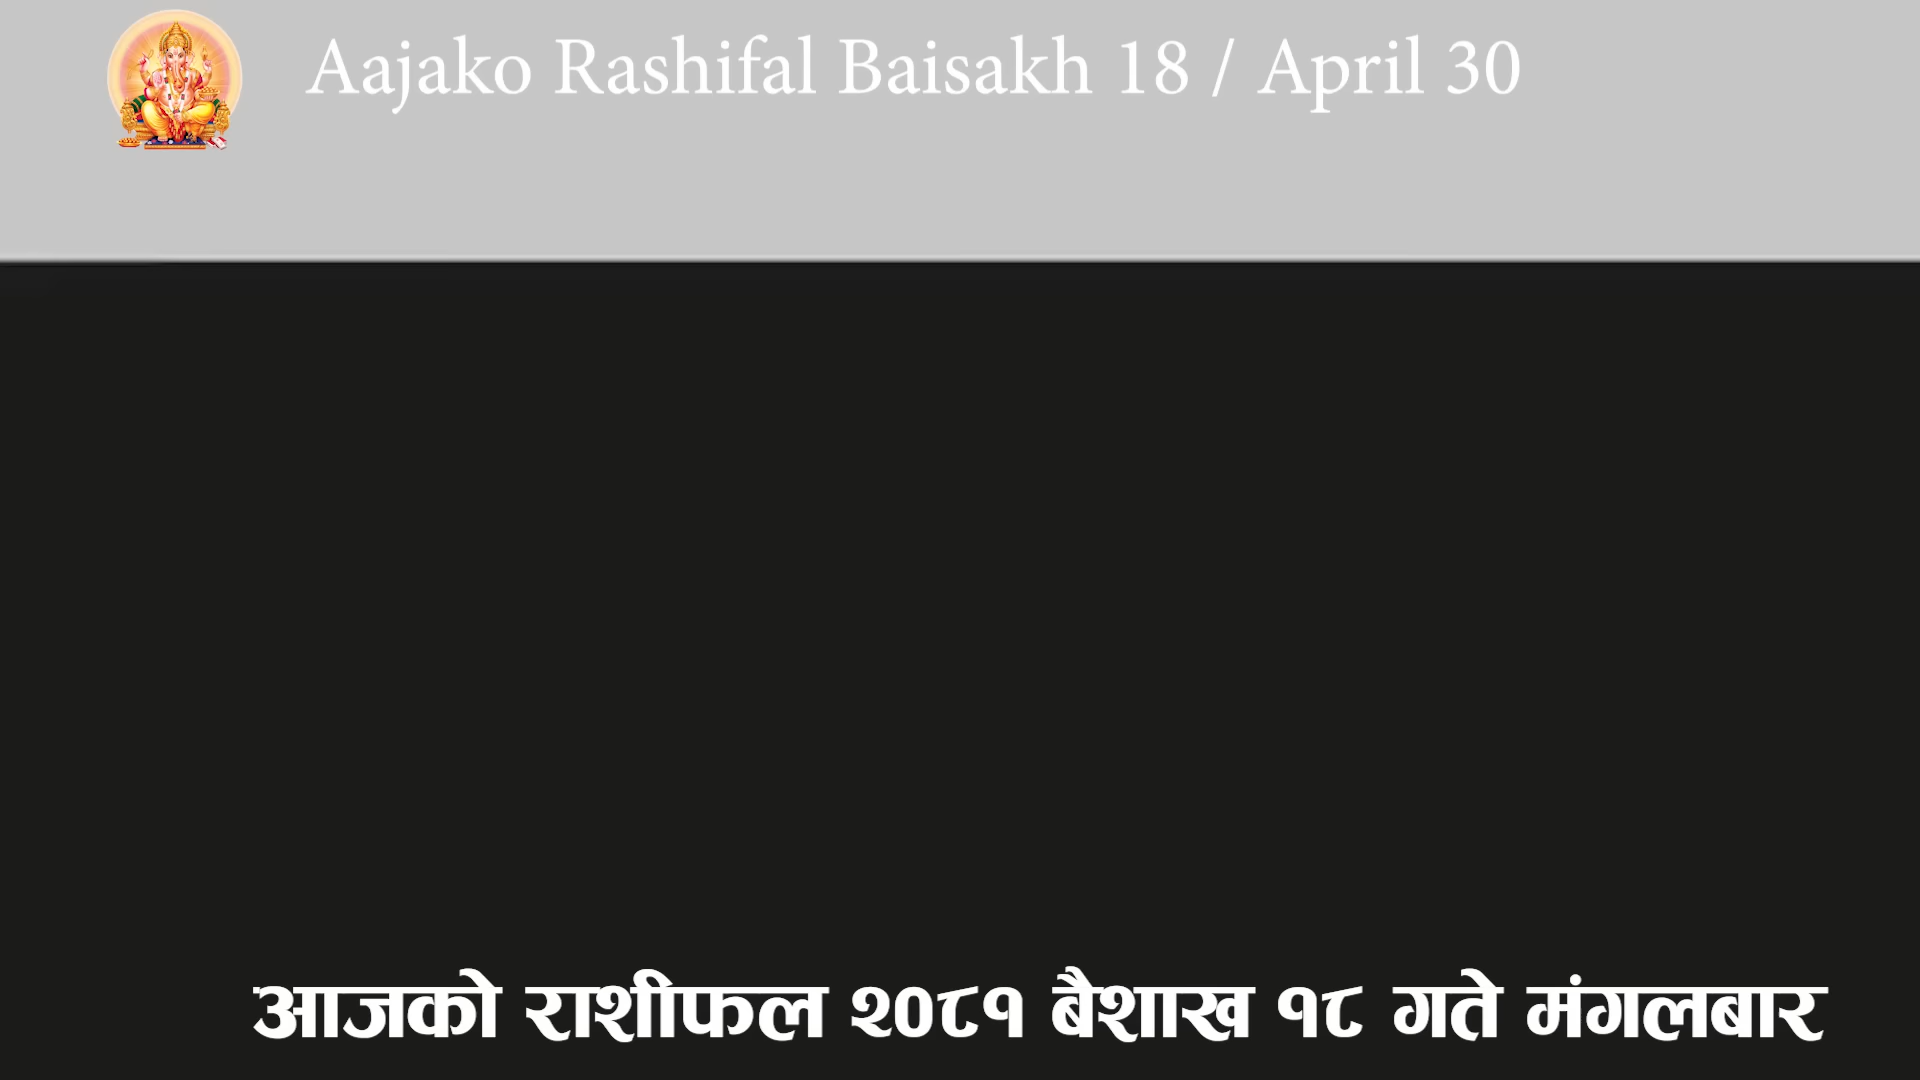 Aajako Rashifal Baisakh 18 / April 30
आजको राशीफल २०८१ बैशाख १८ गते मंगलबार